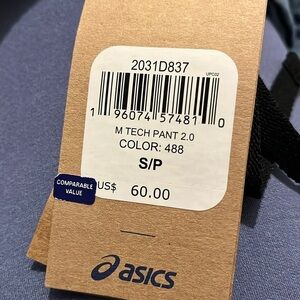 2031D837
UPC02
1 96074 57481 0
M TECH PANT 2.0
COLOR: 488
S/P
COMPARABLE
VALUE
US$ 60.00
asics